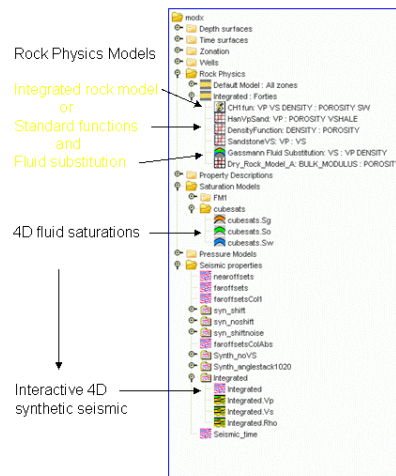 Rock Physics Models
Integrated rock model
or
Standard functions
and
Fluid substitution
4D fluid saturations
Interactive 4D
synthetic seismic
modx
Depth surfaces
Time surfaces
Zonation
Wells
Rock Physics
Default Model : All zones
Integrated : Forties
CH1fun: VP VS DENSITY : POROSITY SW
HanVpSand: VP : POROSITY VSHALE
DensityFunction: DENSITY : POROSITY
SandstoneVS: VP : VS
Gassmann Fluid Substitution: VS : VP DENSITY
Dry_Rock_Model_A: BULK_MODULUS : POROSITY
Property Descriptions
Saturation Models
FM1
cubesats
cubesats.Sg
cubesats.So
cubesats.Sw
Pressure Models
Seismic properties
nearoffsets
faroffsets
faroffsetsCol1
syn_shift
syn_noshift
syn_shiftnoise
faroffsetsColAbs
Synth_noVS
Synth_anglestack1020
Integrated
Integrated
Integrated.Vp
Integrated.Vs
Integrated.Rho
Seismic_time